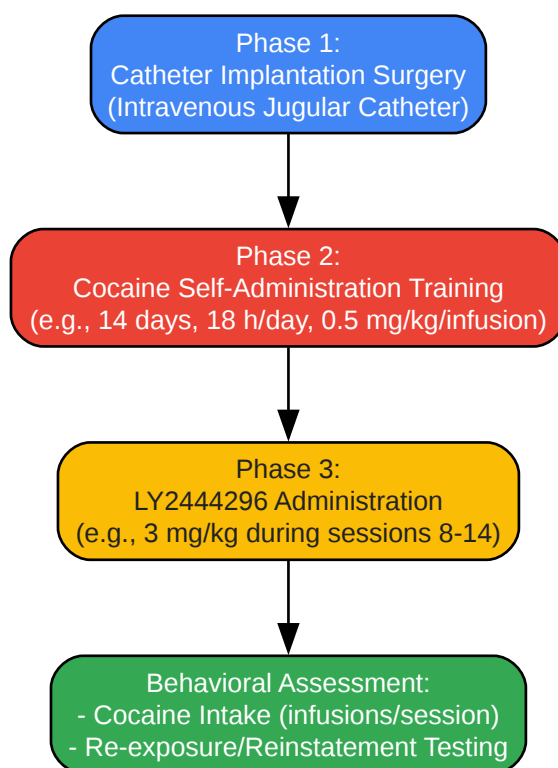 Phase 1:
Catheter Implantation Surgery
(Intravenous Jugular Catheter)
Phase 2:
Cocaine Self-Administration Training
(e.g., 14 days, 18 h/day, 0.5 mg/kg/infusion)
Phase 3:
LY2444296 Administration
(e.g., 3 mg/kg during sessions 8-14)
Behavioral Assessment:
- Cocaine Intake (infusions/session)
- Re-exposure/Reinstatement Testing